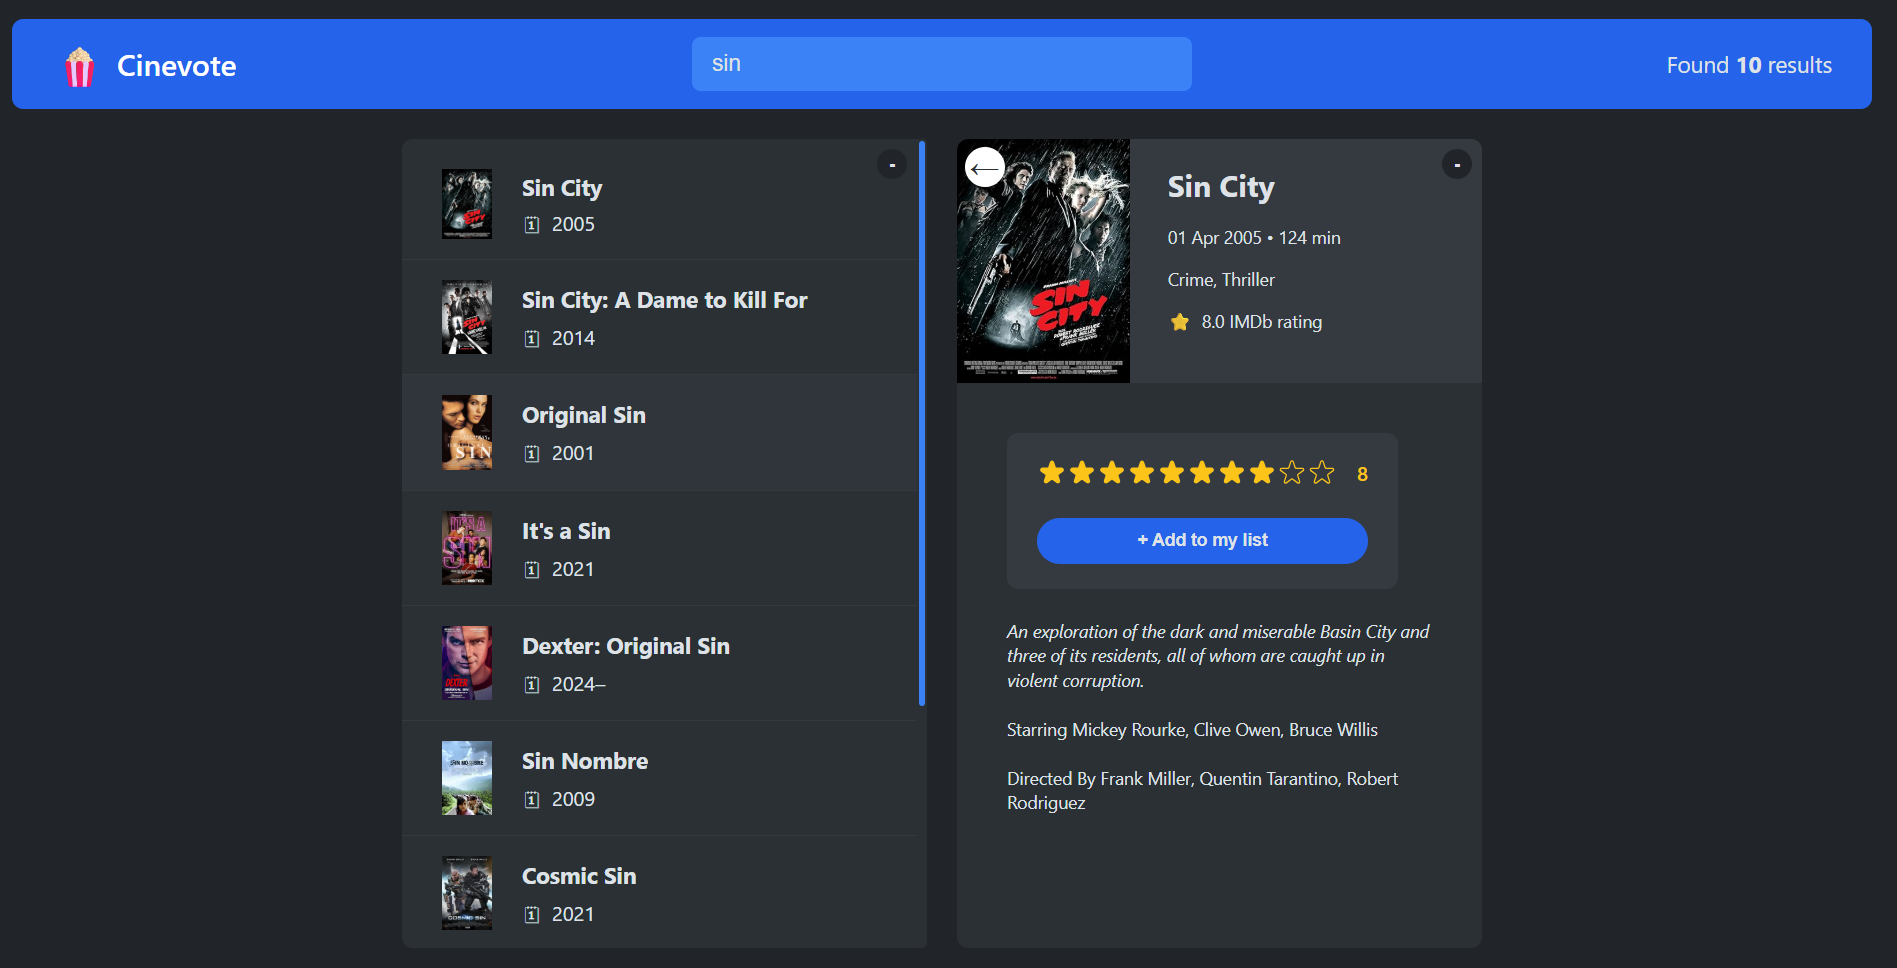 Cinevote
sin
Found 10 results
-
Sin City
2005
Sin City: A Dame to Kill For
2014
Original Sin
2001
It's a Sin
2021
Dexter: Original Sin
2024–
Sin Nombre
2009
Cosmic Sin
2021
←
SIN
CITY
-
Sin City
01 Apr 2005 • 124 min
Crime, Thriller
8.0 IMDb rating
8
+ Add to my list
An exploration of the dark and miserable Basin City and
three of its residents, all of whom are caught up in
violent corruption.
Starring Mickey Rourke, Clive Owen, Bruce Willis
Directed By Frank Miller, Quentin Tarantino, Robert
Rodriguez